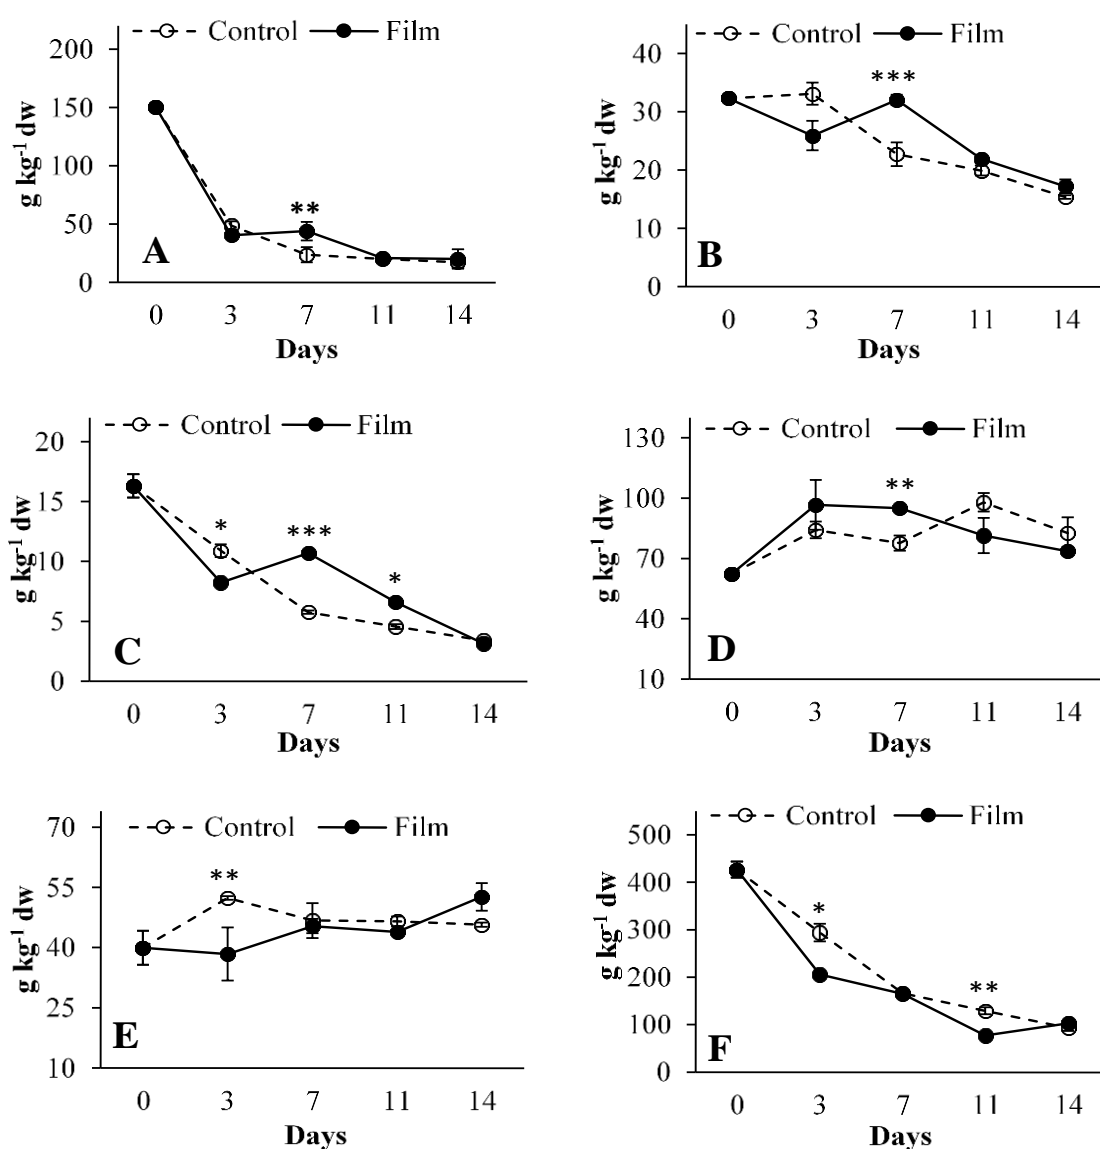 Control Film
200
150
100
50
0
g kg-1 dw
**
A
0 3 7 11 14
Days
Control Film
40
30
20
10
0
g kg-1 dw
***
B
0 3 7 11 14
Days
Control Film
20
15
10
5
0
g kg-1 dw
* *** *
C
0 3 7 11 14
Days
Control Film
130
100
70
40
10
g kg-1 dw
**
D
0 3 7 11 14
Days
Control Film
70
55
40
25
10
g kg-1 dw
**
E
0 3 7 11 14
Days
Control Film
500
400
300
200
100
0
g kg-1 dw
* **
F
0 3 7 11 14
Days